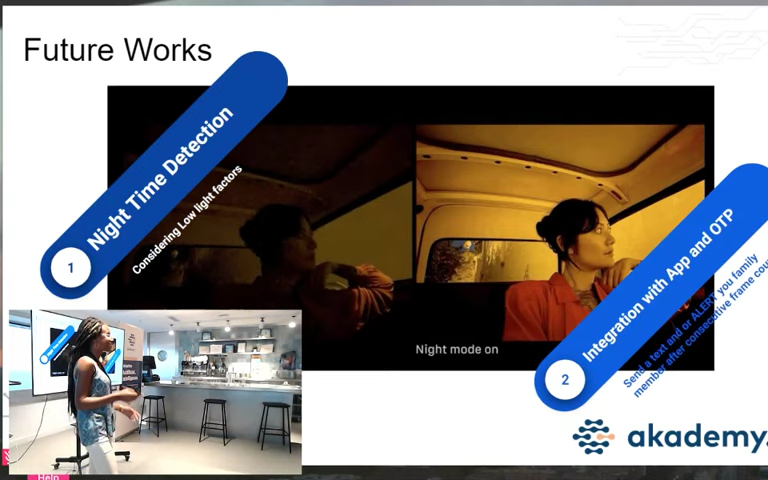 Future Works
1
Night Time Detection
Considering Low light factors
Night mode on
2
Integration with App and OTP
Send a text and or ALERT you family
member after consecutive frame cou
akademy.
Help